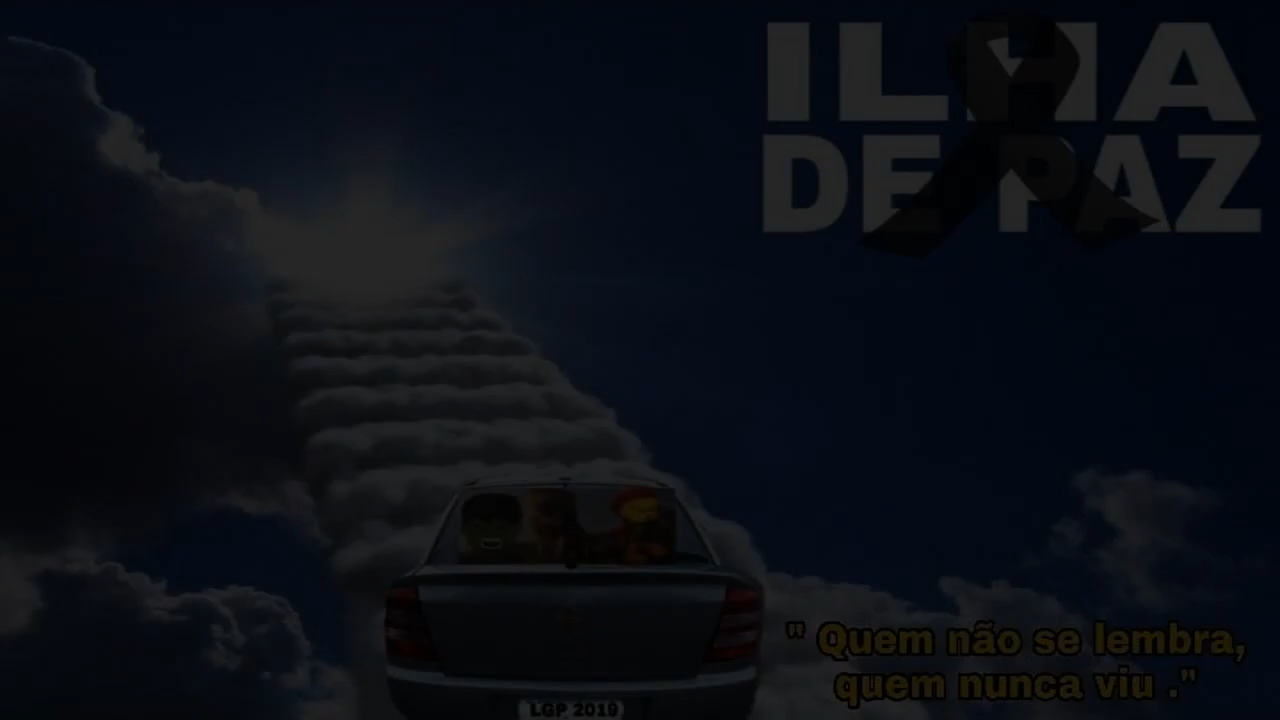 ILHA
DE PAZ
" Quem não se lembra,
quem nunca viu ."
LGP 2019